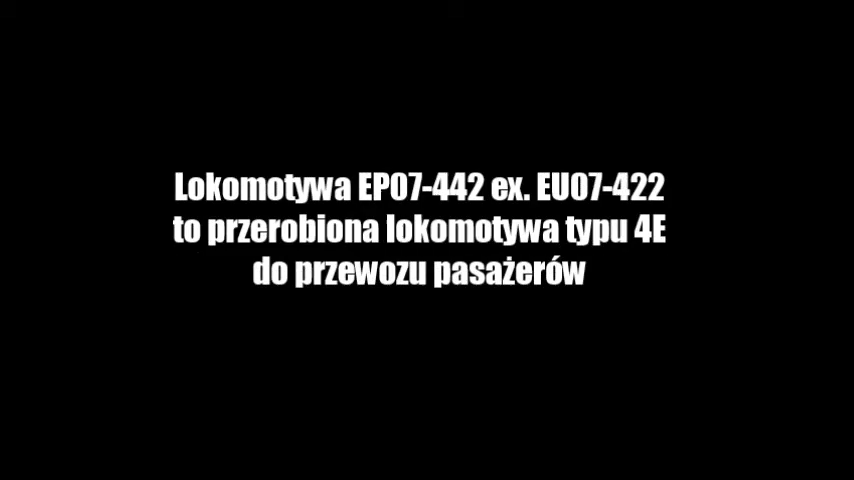 Lokomotywa EP07-442 ex. EU07-422
to przerobiona lokomotywa typu 4E
do przewozu pasażerów